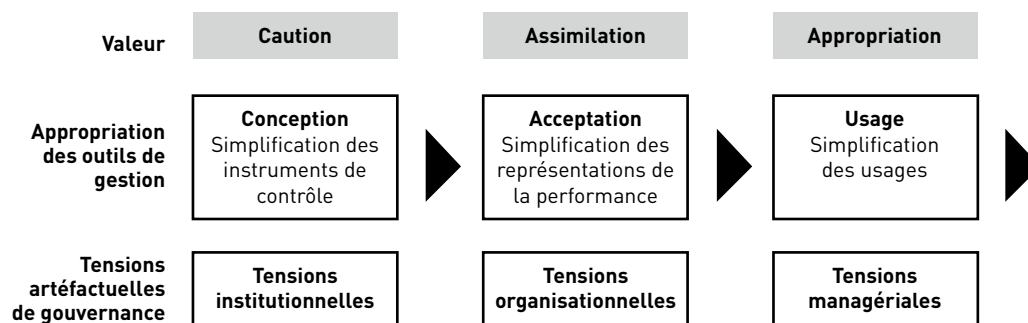 Valeur
Caution
Assimilation
Appropriation
Appropriation
des outils de
gestion
Conception
Simplification des
instruments de
contrôle
Acceptation
Simplification des
représentations de
la performance
Usage
Simplification
des usages
Tensions
artéfactuelles
de gouvernance
Tensions
institutionnelles
Tensions
organisationnelles
Tensions
managériales